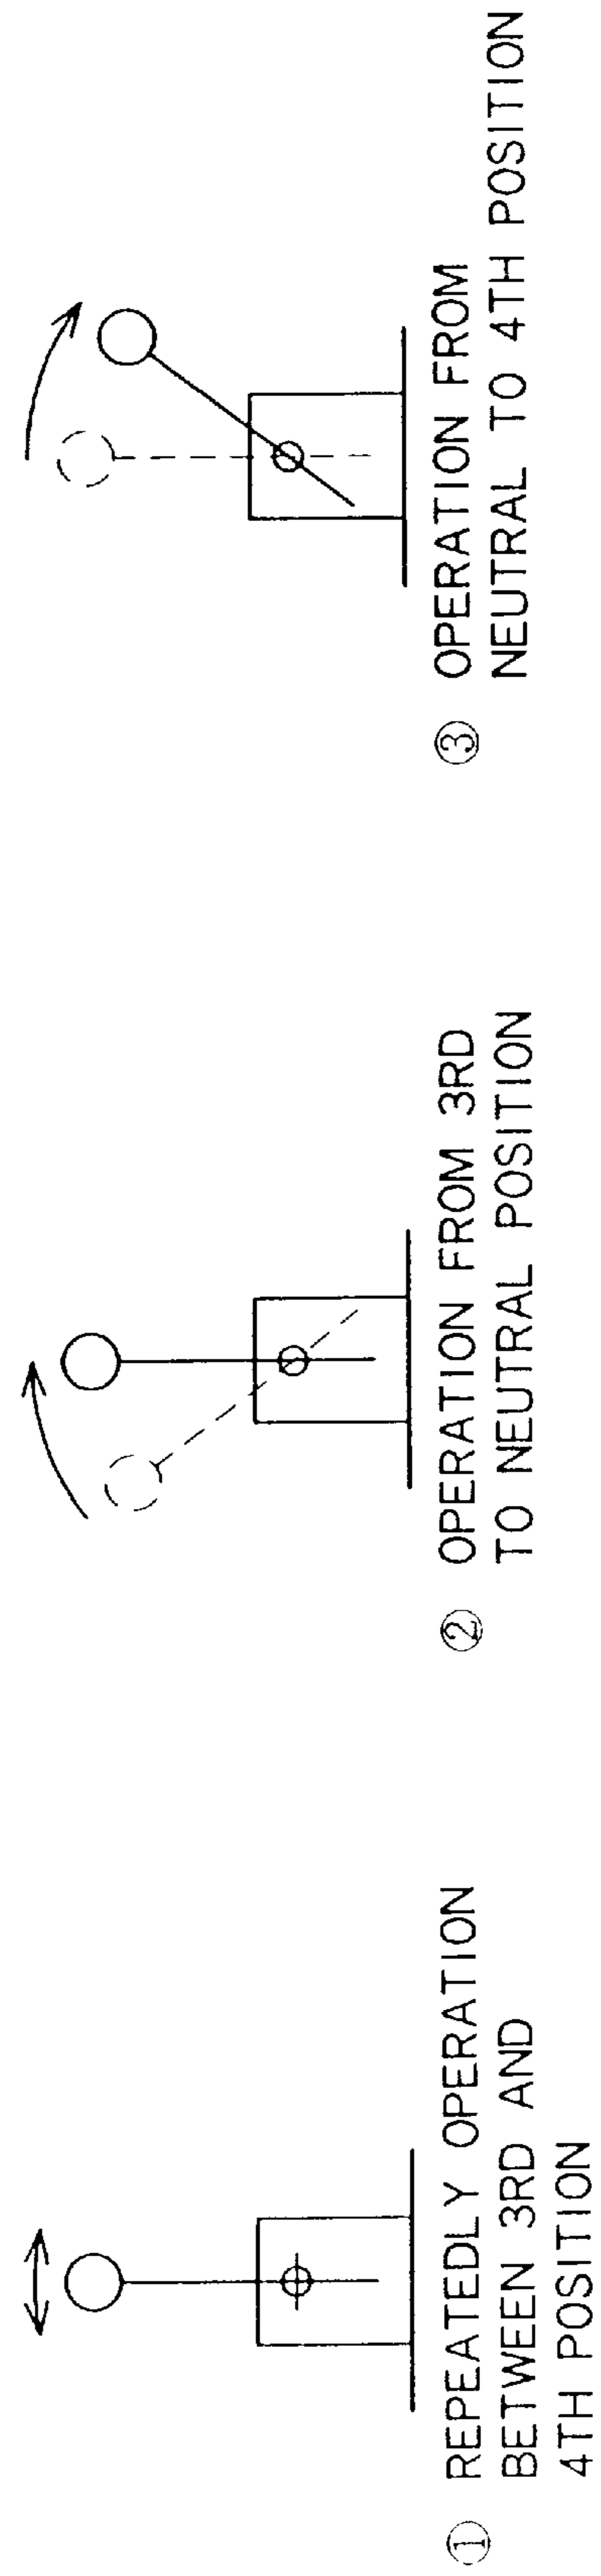 ① REPEATEDLY OPERATION
BETWEEN 3RD AND
4TH POSITION
② OPERATION FROM 3RD
TO NEUTRAL POSITION
③ OPERATION FROM
NEUTRAL TO 4TH POSITION